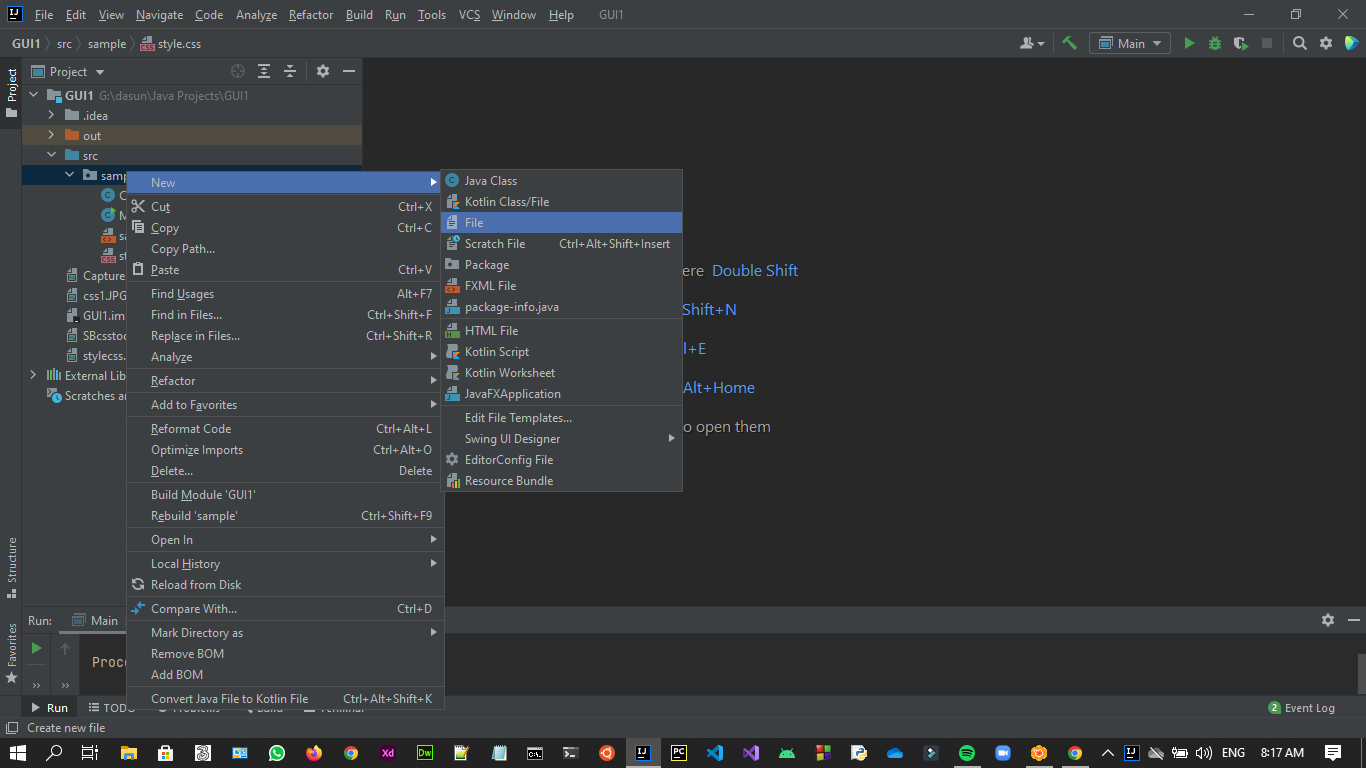 File Edit View Navigate Code Analyze Refactor Build Run Tools VCS Window Help GUI1
GUI1 src sample style.css
Main
Project
Project
GUI1 G:\dasun\Java Projects\GUI1
.idea
out
src
samp
C
M
sa
st
Capture
css1.JPG
GUI1.im
SBcssto
stylecss.
External Lib
Scratches a
New
Cut Ctrl+X
Copy Ctrl+C
Copy Path...
Paste Ctrl+V
Find Usages Alt+F7
Find in Files... Ctrl+Shift+F
Replace in Files... Ctrl+Shift+R
Analyze
Refactor
Add to Favorites
Reformat Code Ctrl+Alt+L
Optimize Imports Ctrl+Alt+O
Delete... Delete
Build Module 'GUI1'
Rebuild 'sample' Ctrl+Shift+F9
Open In
Local History
Reload from Disk
Compare With... Ctrl+D
Mark Directory as
Remove BOM
Add BOM
Convert Java File to Kotlin File Ctrl+Alt+Shift+K
Java Class
Kotlin Class/File
File
Scratch File Ctrl+Alt+Shift+Insert
Package
FXML File
package-info.java
HTML File
Kotlin Script
Kotlin Worksheet
JavaFXApplication
Edit File Templates...
Swing UI Designer
EditorConfig File
Resource Bundle
ere Double Shift
Shift+N
l+E
Alt+Home
o open them
Structure
Favorites
Run: Main
Proc
Run TODO
Event Log
Create new file
ENG 8:17 AM